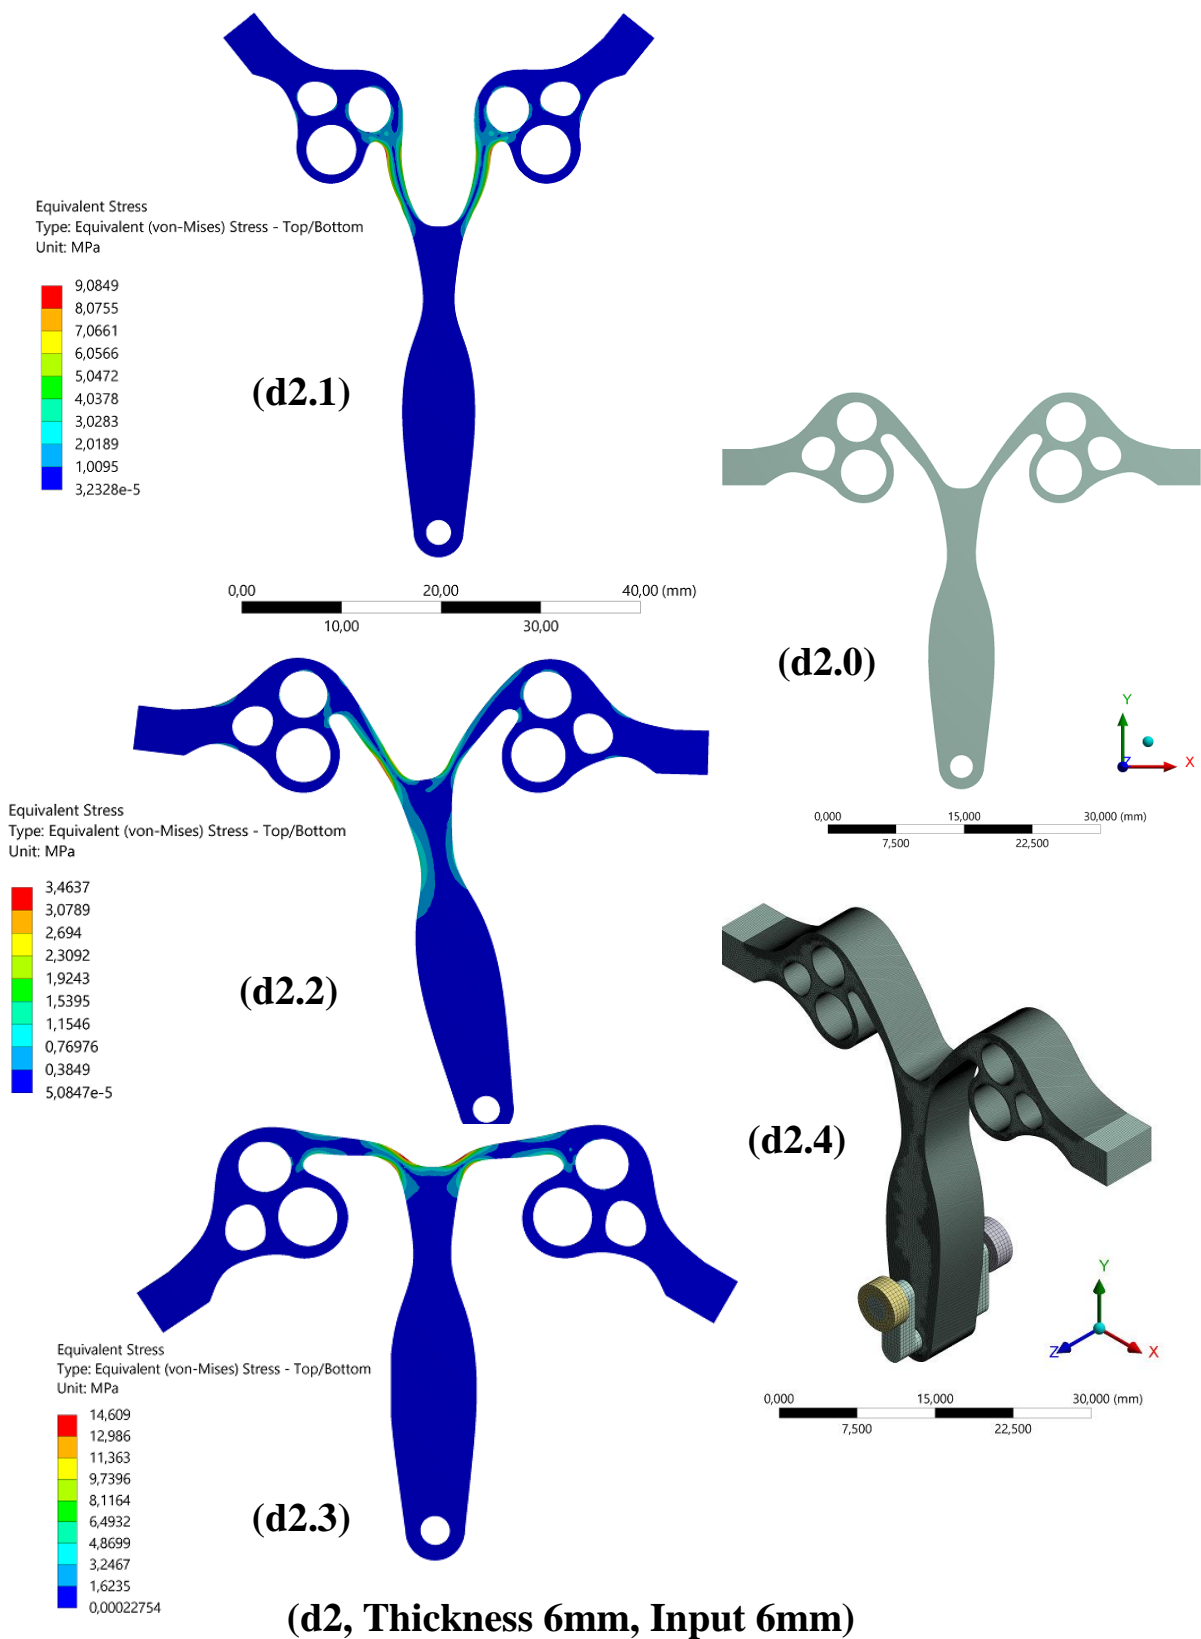 Equivalent Stress
Type: Equivalent (von-Mises) Stress - Top/Bottom
Unit: MPa
9,0849
8,0755
7,0661
6,0566
5,0472
4,0378
3,0283
2,0189
1,0095
3,2328e-5
(d2.1)
0,00 20,00 40,00 (mm)
10,00 30,00
(d2.0)
Y
Z X
0,000 15,000 30,000 (mm)
7,500 22,500
Equivalent Stress
Type: Equivalent (von-Mises) Stress - Top/Bottom
Unit: MPa
3,4637
3,0789
2,694
2,3092
1,9243
1,5395
1,1546
0,76976
0,3849
5,0847e-5
(d2.2)
(d2.4)
Y
Z X
0,000 15,000 30,000 (mm)
7,500 22,500
Equivalent Stress
Type: Equivalent (von-Mises) Stress - Top/Bottom
Unit: MPa
14,609
12,986
11,363
9,7396
8,1164
6,4932
4,8699
3,2467
1,6235
0,00022754
(d2.3)
(d2, Thickness 6mm, Input 6mm)